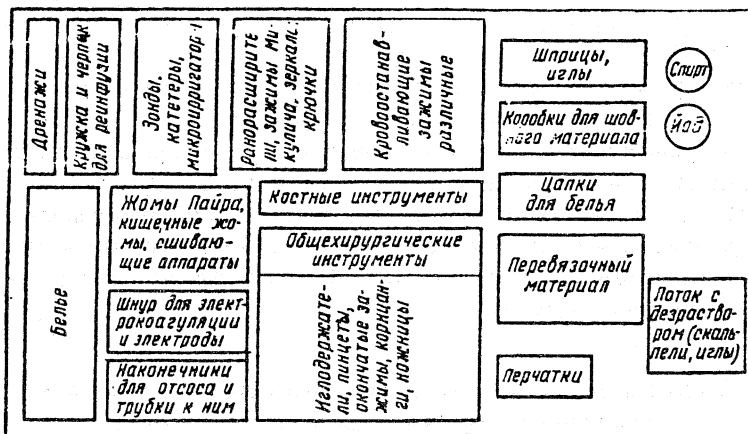 Дренажи
Кружка и черпак
для реинфузии
Зонды,
катетеры,
микроирригатор
Ранорасширите
ли, зажимы Ми-
кулича, зеркала,
крючки
Кровоостанав-
ливающие
зажимы
различные
Шприцы,
иглы
Спирт
Коробки для шов-
ного материала
Йод
Белье
Жомы Пайра,
кишечные жо-
мы, сшиваю-
щие аппараты
Костные инструменты
Цапки
для белья
Общехирургические
инструменты
Иглодержате-
ли, пинцеты,
окончатые за-
жимы, корнцан-
ги, ножницы
Перевязочный
материал
Шнур для элект-
рокоагуляции
и электроды
Лоток с
дезраство-
ром (скаль-
пели, иглы)
Наконечники
для отсоса и
трубки к ним
Перчатки